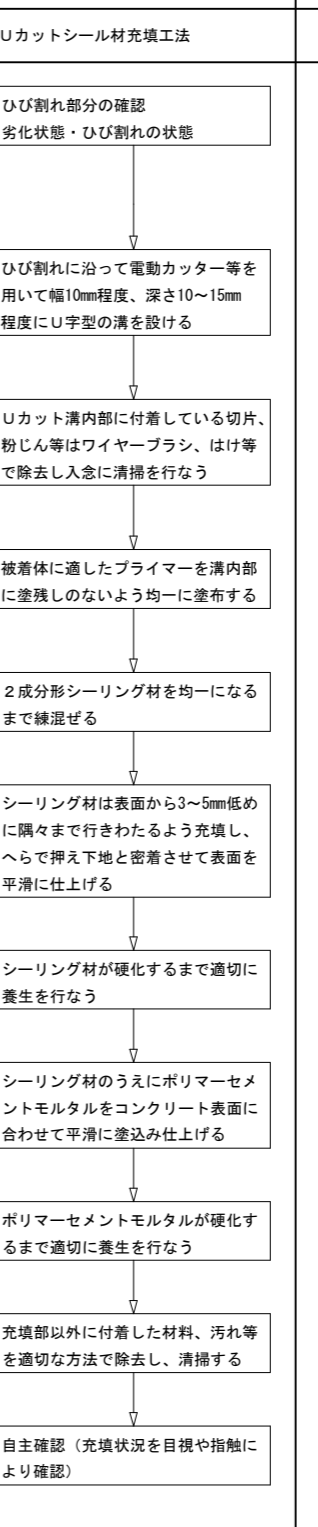 Uカットシール材充填工法
ひび割れ部分の確認
劣化状態・ひび割れの状態
ひび割れに沿って電動カッター等を
用いて幅10㎜程度、深さ10～15㎜
程度にU字型の溝を設ける
Uカット溝内部に付着している切片、
粉じん等はワイヤーブラシ、はけ等
で除去し入念に清掃を行なう
被着体に適したプライマーを溝内部
に塗残しのないよう均一に塗布する
２成分形シーリング材を均一になる
まで練混ぜる
シーリング材は表面から3～5㎜低め
に隅々まで行きわたるよう充填し、
へらで押え下地と密着させて表面を
平滑に仕上げる
シーリング材が硬化するまで適切に
養生を行なう
シーリング材のうえにポリマーセメ
ントモルタルをコンクリート表面に
合わせて平滑に塗込み仕上げる
ポリマーセメントモルタルが硬化す
るまで適切に養生を行なう
充填部以外に付着した材料、汚れ等
を適切な方法で除去し、清掃する
自主確認（充填状況を目視や指触に
より確認）